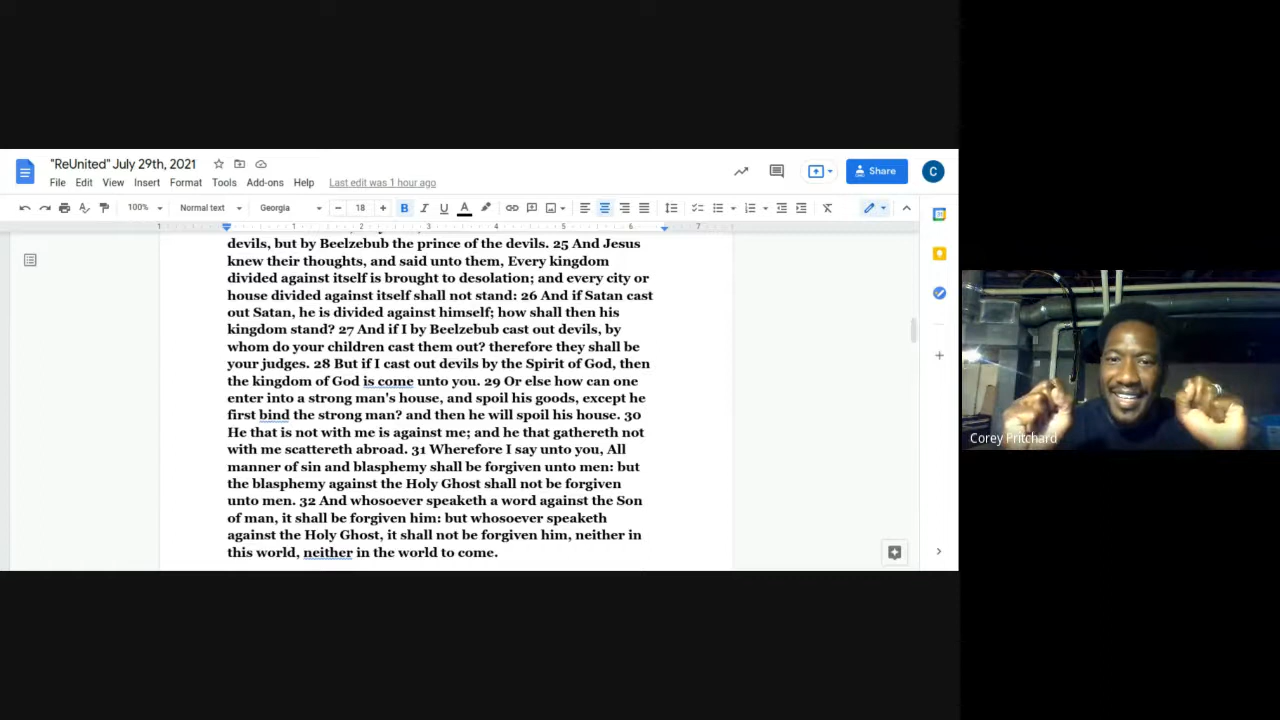 "ReUnited" July 29th, 2021
File Edit View Insert Format Tools Add-ons Help Last edit was 1 hour ago
Share
C
100% Normal text Georgia 18 B I U A
1 1 2 3 4 5 6 7
devils, but by Beelzebub the prince of the devils. 25 And Jesus
knew their thoughts, and said unto them, Every kingdom
divided against itself is brought to desolation; and every city or
house divided against itself shall not stand: 26 And if Satan cast
out Satan, he is divided against himself; how shall then his
kingdom stand? 27 And if I by Beelzebub cast out devils, by
whom do your children cast them out? therefore they shall be
your judges. 28 But if I cast out devils by the Spirit of God, then
the kingdom of God is come unto you. 29 Or else how can one
enter into a strong man's house, and spoil his goods, except he
first bind the strong man? and then he will spoil his house. 30
He that is not with me is against me; and he that gathereth not
with me scattereth abroad. 31 Wherefore I say unto you, All
manner of sin and blasphemy shall be forgiven unto men: but
the blasphemy against the Holy Ghost shall not be forgiven
unto men. 32 And whosoever speaketh a word against the Son
of man, it shall be forgiven him: but whosoever speaketh
against the Holy Ghost, it shall not be forgiven him, neither in
this world, neither in the world to come.
Corey Pritchard